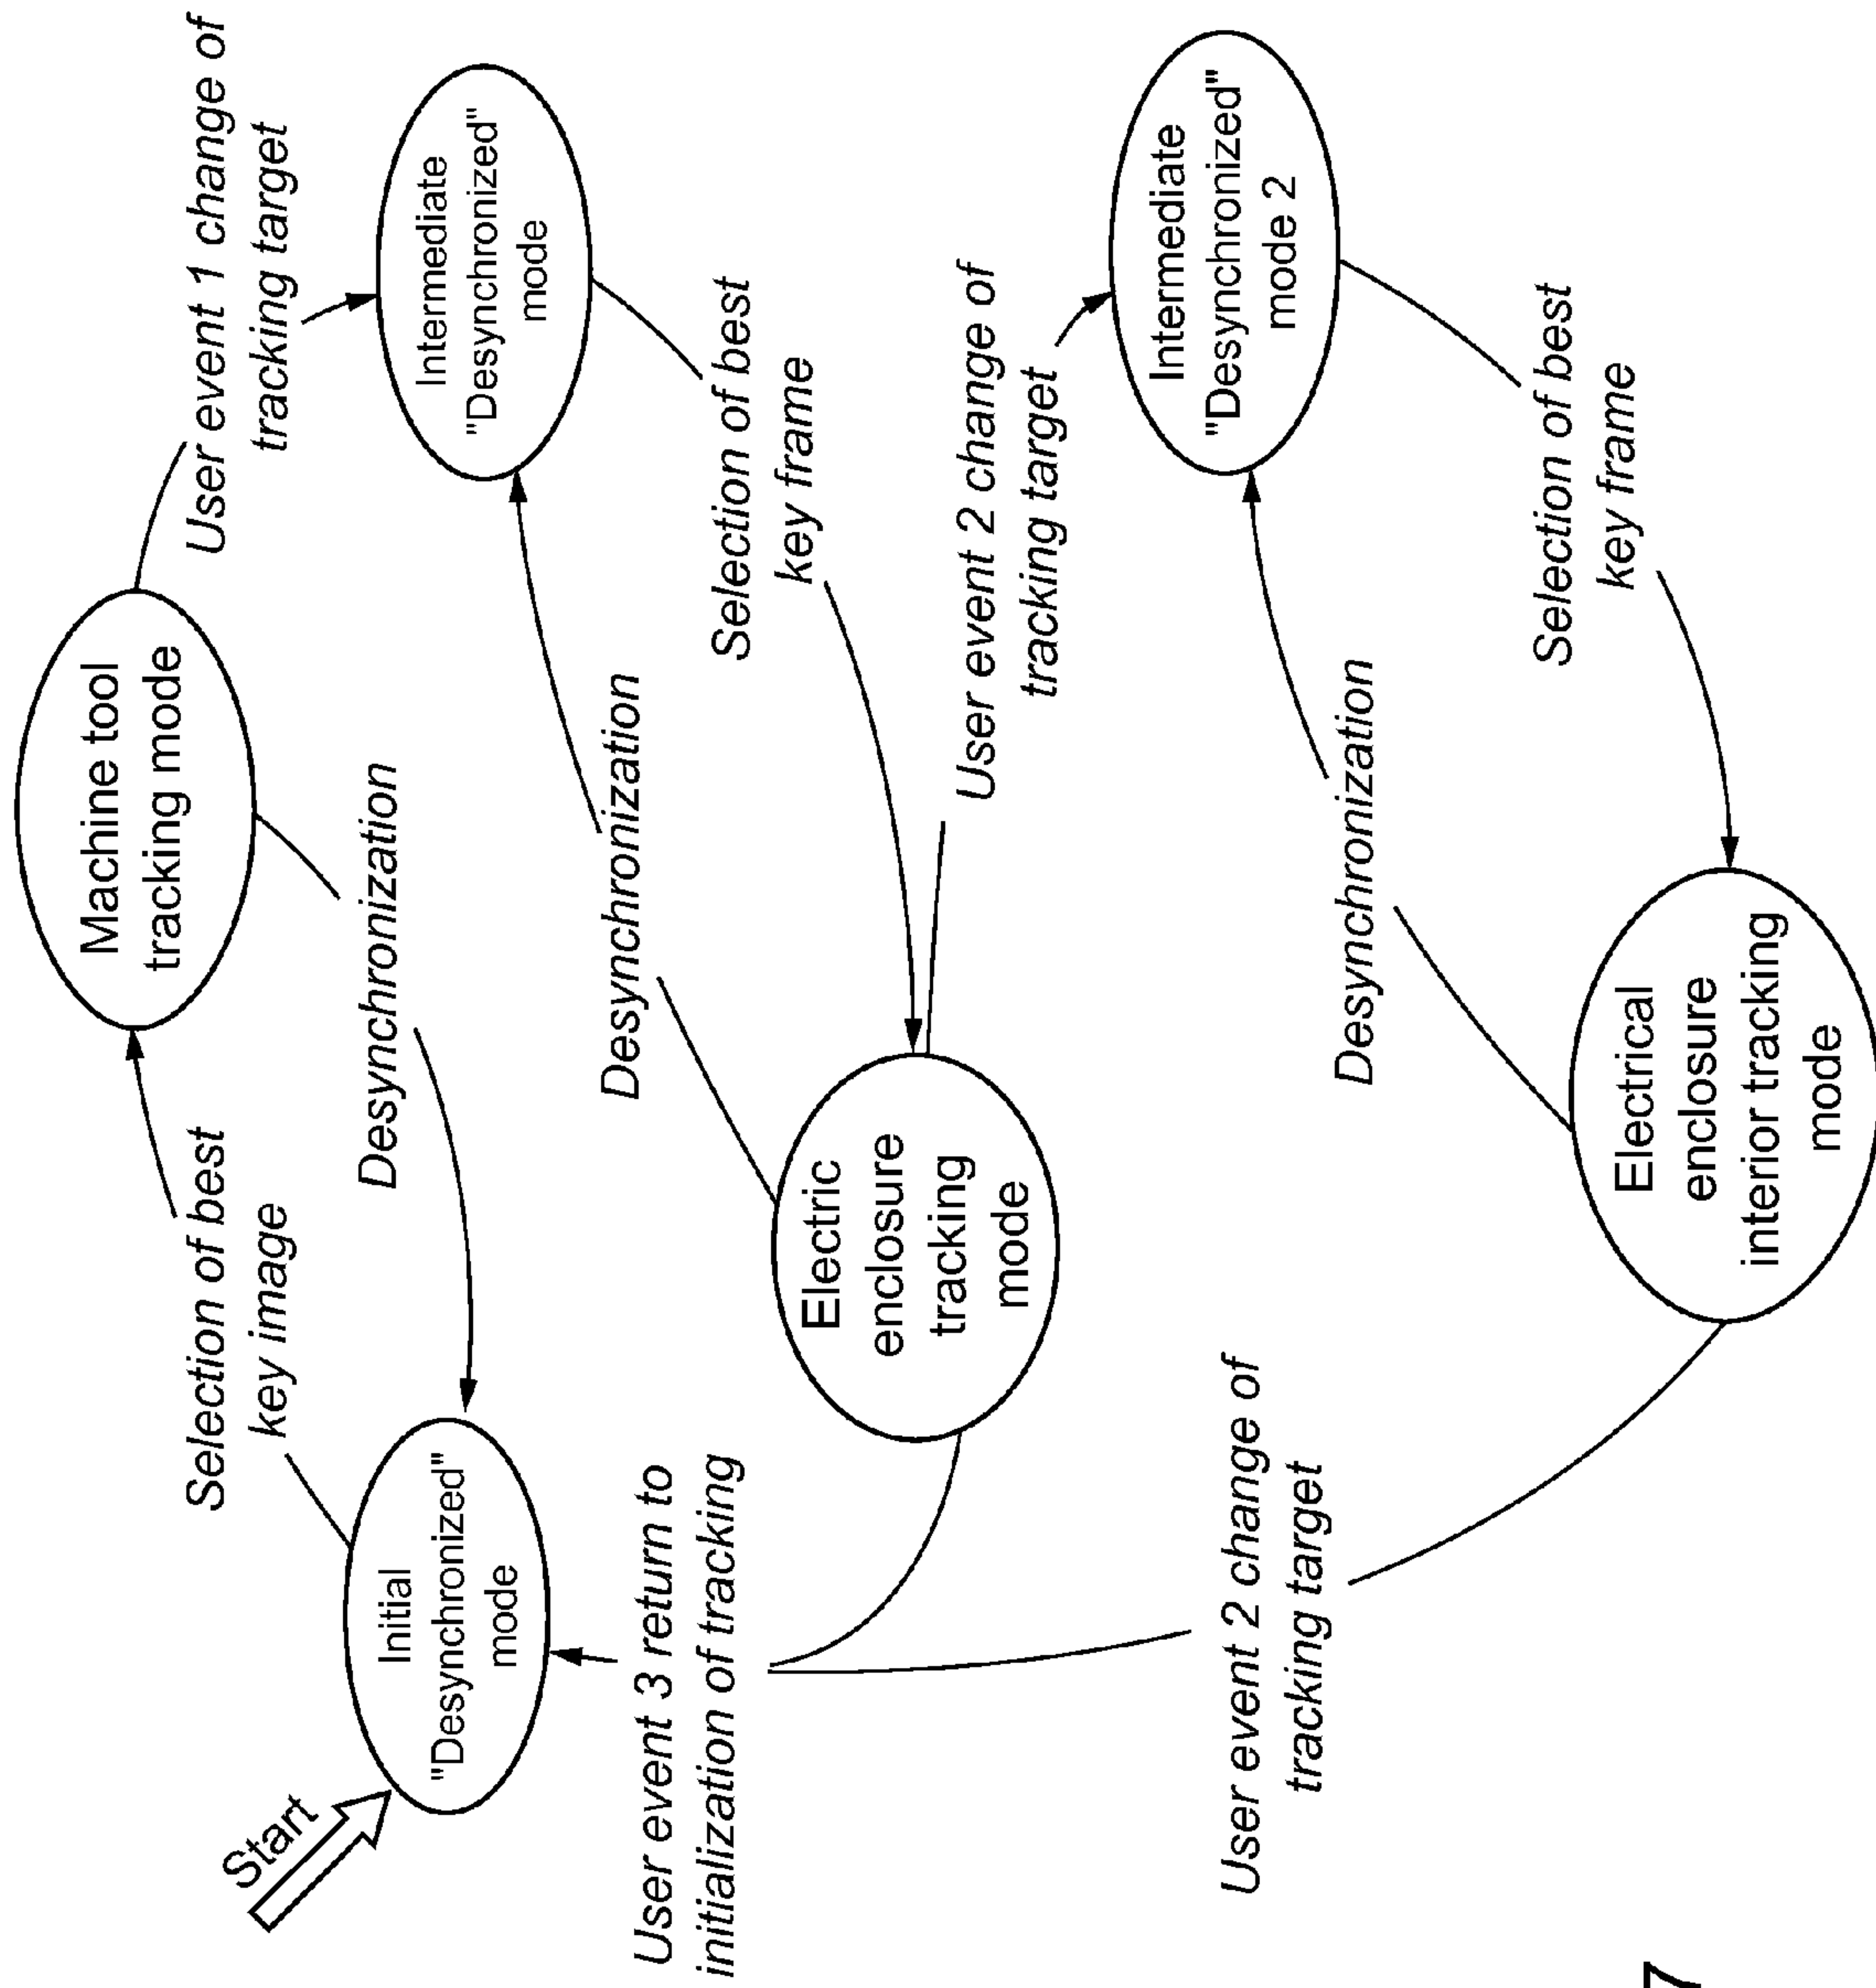 Start
Initial
"Desynchronized"
mode
Selection of best
key image
Machine tool
tracking mode
Desynchronization
User event 1 change of
tracking target
Intermediate
"Desynchronized"
mode
Desynchronization
Selection of best
key frame
User event 3 return to
initialization of tracking
Electric
enclosure
tracking
mode
User event 2 change of
tracking target
Intermediate
"Desynchronized"
mode 2
Desynchronization
Selection of best
key frame
User event 2 change of
tracking target
Electrical
enclosure
interior tracking
mode
7